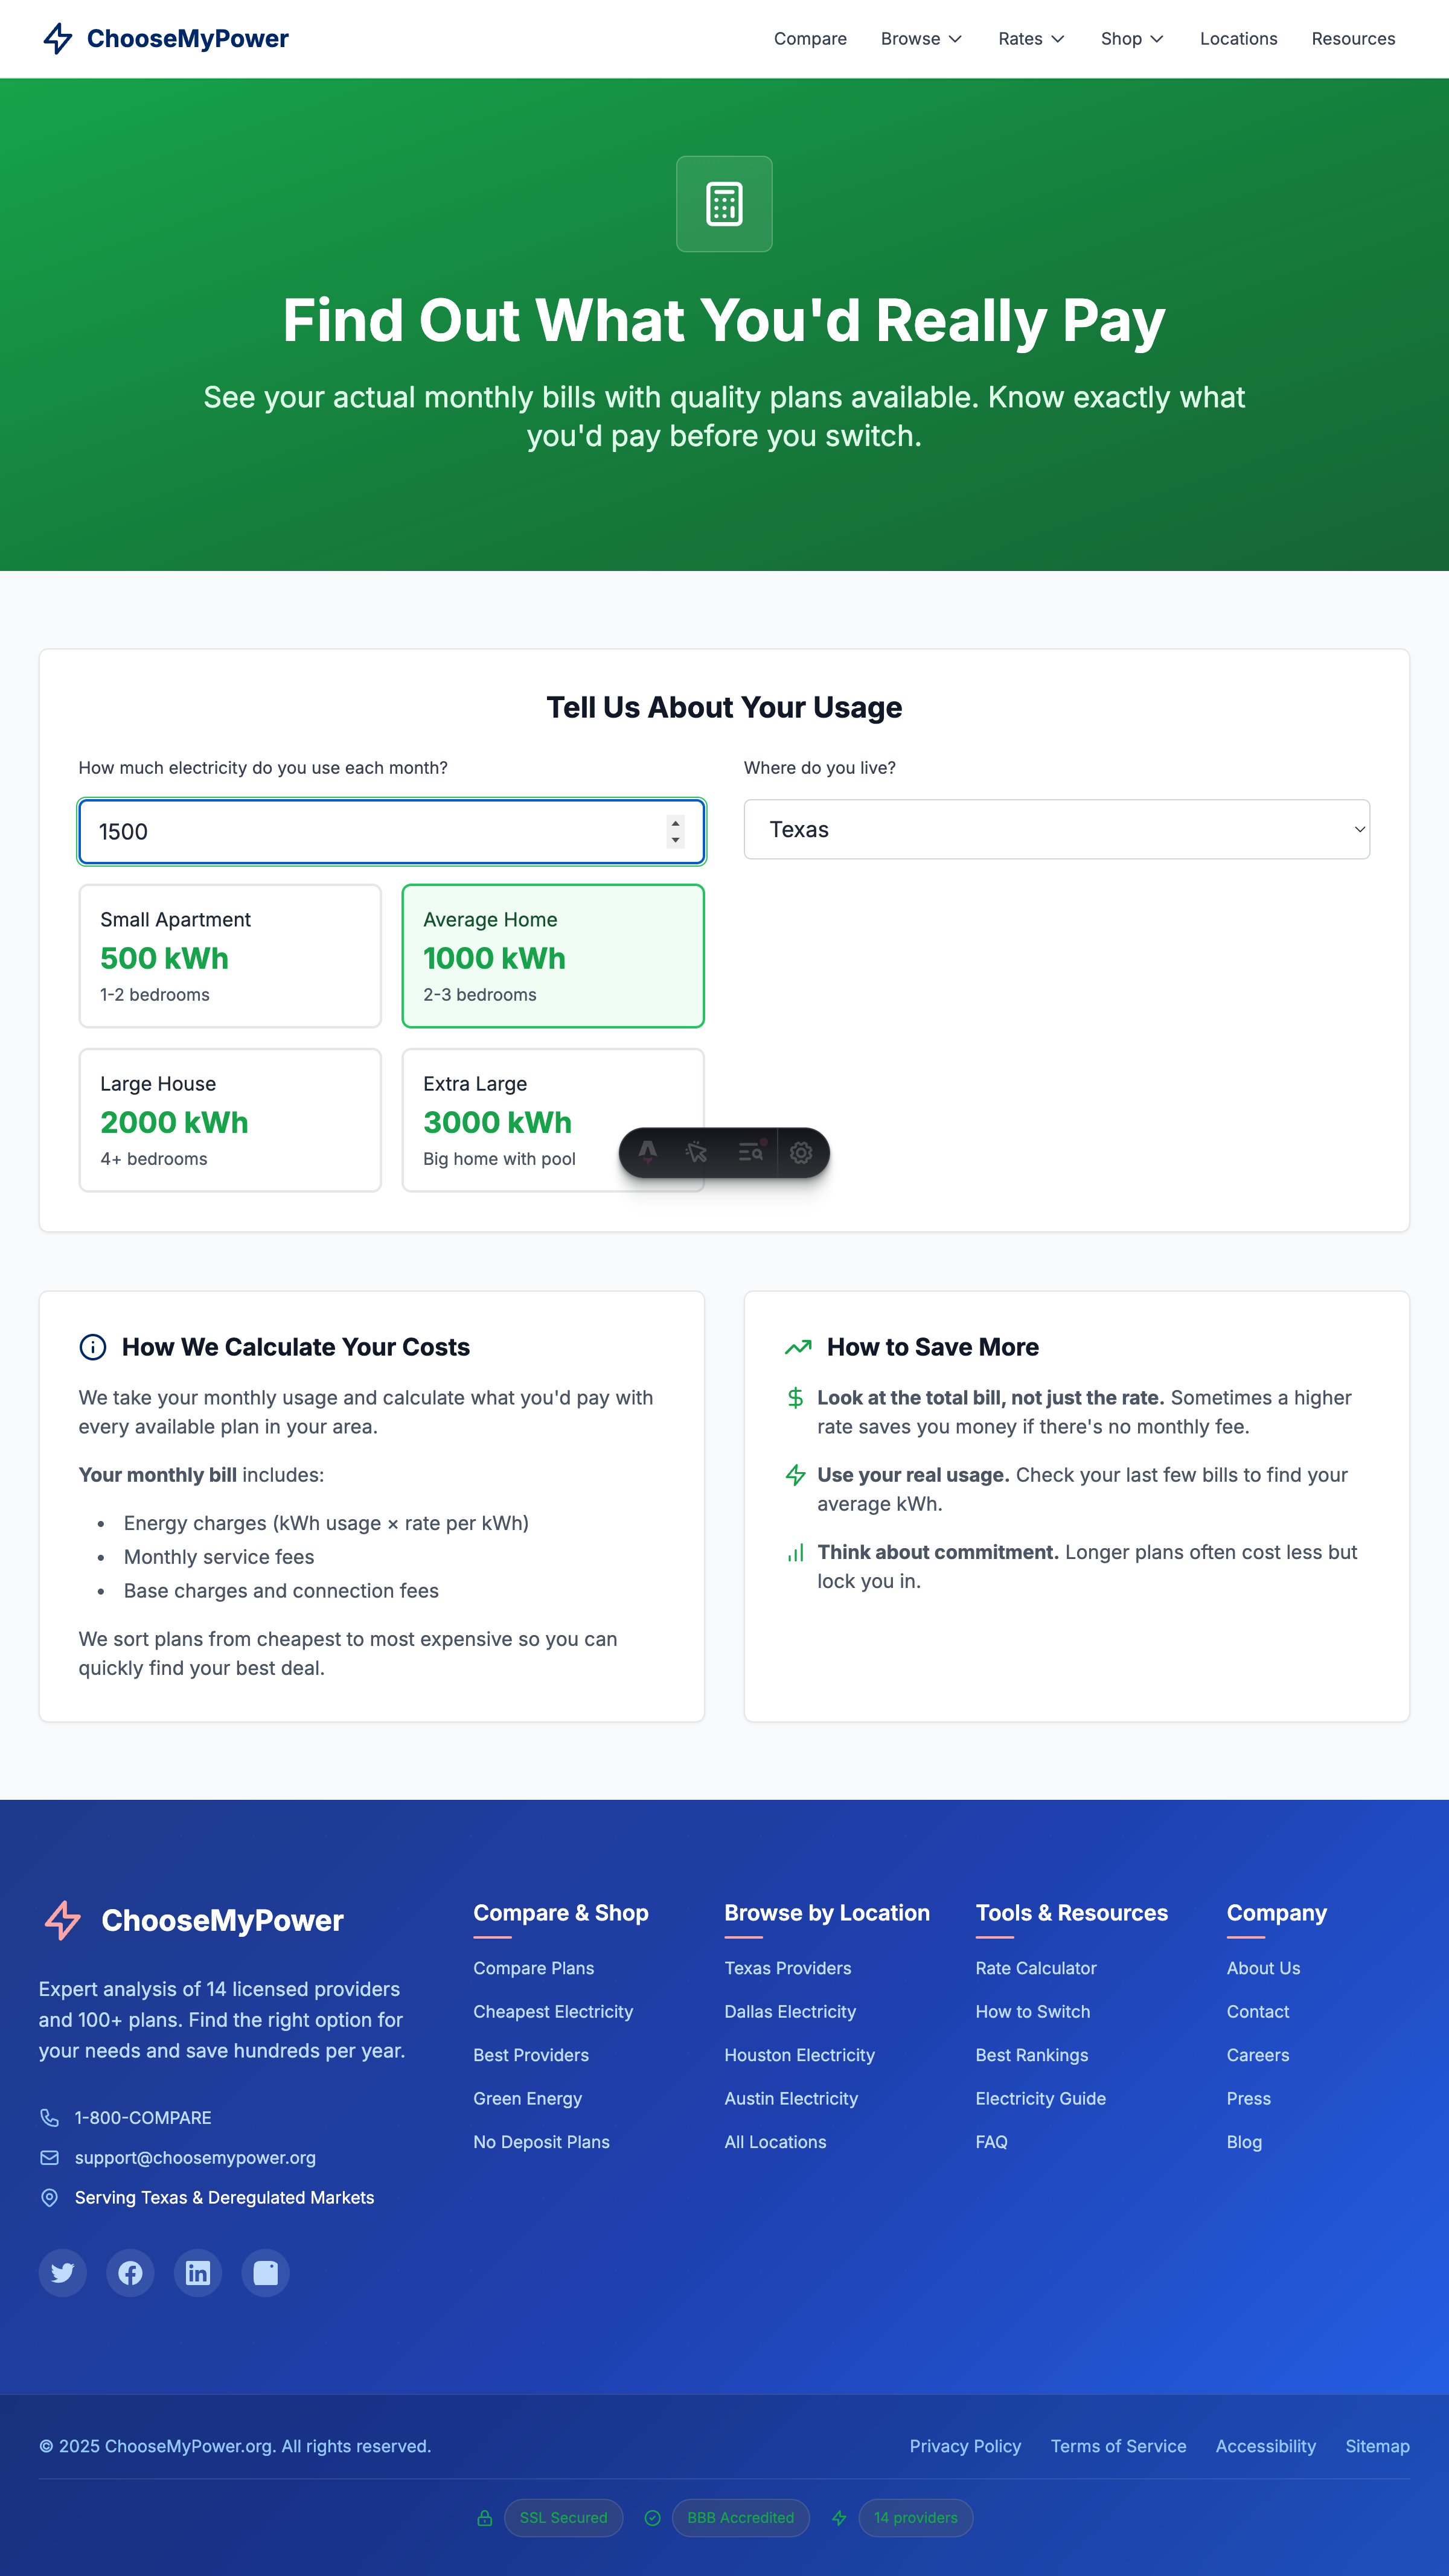 ChooseMyPower
Compare
Browse
Rates
Shop
Locations
Resources
Find Out What You'd Really Pay
See your actual monthly bills with quality plans available. Know exactly what
you'd pay before you switch.
Tell Us About Your Usage
How much electricity do you use each month?
1500
Small Apartment
500 kWh
1-2 bedrooms
Average Home
1000 kWh
2-3 bedrooms
Large House
2000 kWh
4+ bedrooms
Extra Large
3000 kWh
Big home with pool
Where do you live?
Texas
How We Calculate Your Costs
We take your monthly usage and calculate what you'd pay with
every available plan in your area.
Your monthly bill includes:
• Energy charges (kWh usage × rate per kWh)
• Monthly service fees
• Base charges and connection fees
We sort plans from cheapest to most expensive so you can
quickly find your best deal.
How to Save More
Look at the total bill, not just the rate. Sometimes a higher
rate saves you money if there's no monthly fee.
Use your real usage. Check your last few bills to find your
average kWh.
Think about commitment. Longer plans often cost less but
lock you in.
ChooseMyPower
Expert analysis of 14 licensed providers
and 100+ plans. Find the right option for
your needs and save hundreds per year.
1-800-COMPARE
support@choosemypower.org
Serving Texas & Deregulated Markets
Compare & Shop
Compare Plans
Cheapest Electricity
Best Providers
Green Energy
No Deposit Plans
Browse by Location
Texas Providers
Dallas Electricity
Houston Electricity
Austin Electricity
All Locations
Tools & Resources
Rate Calculator
How to Switch
Best Rankings
Electricity Guide
FAQ
Company
About Us
Contact
Careers
Press
Blog
© 2025 ChooseMyPower.org. All rights reserved.
Privacy Policy
Terms of Service
Accessibility
Sitemap
SSL Secured
BBB Accredited
14 providers